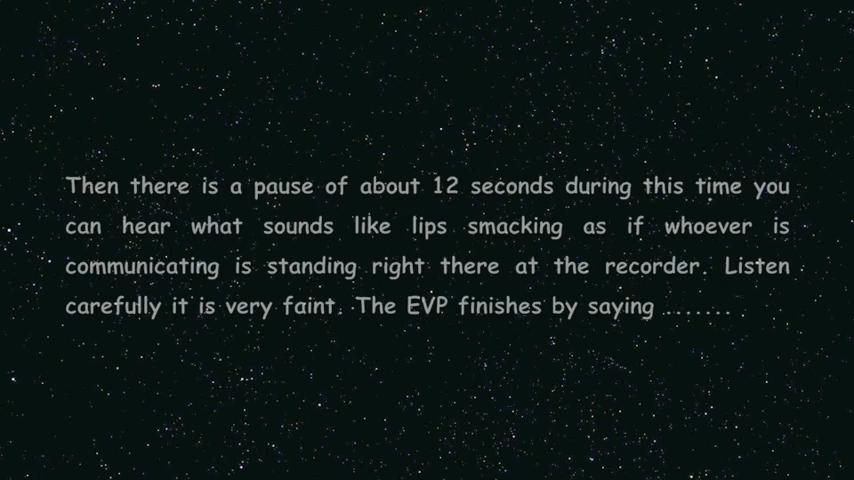 Then there is a pause of about 12 seconds during this time you
can hear what sounds like lips smacking as if whoever is
communicating is standing right there at the recorder. Listen
carefully it is very faint. The EVP finishes by saying .......